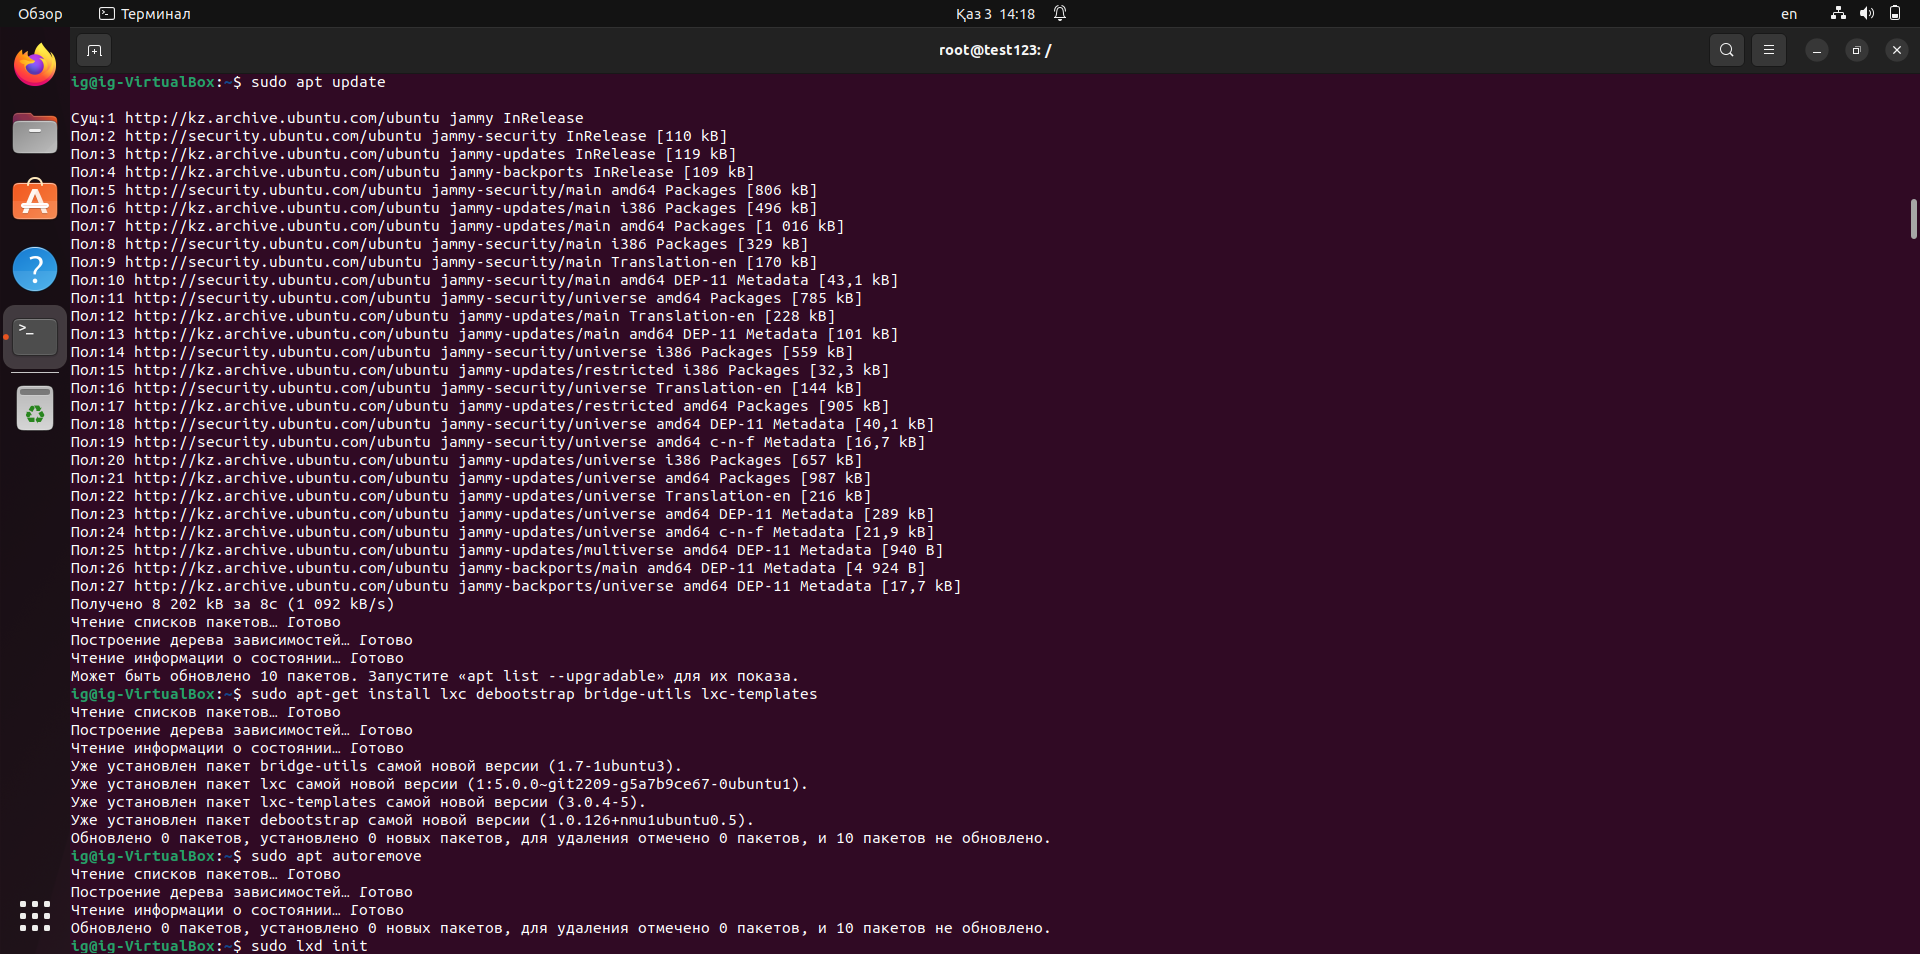 Обзор Терминал Қаз 3 14:18 en
root@test123: /
ig@ig-VirtualBox:~$ sudo apt update
Сущ:1 http://kz.archive.ubuntu.com/ubuntu jammy InRelease
Пол:2 http://security.ubuntu.com/ubuntu jammy-security InRelease [110 kB]
Пол:3 http://kz.archive.ubuntu.com/ubuntu jammy-updates InRelease [119 kB]
Пол:4 http://kz.archive.ubuntu.com/ubuntu jammy-backports InRelease [109 kB]
Пол:5 http://security.ubuntu.com/ubuntu jammy-security/main amd64 Packages [806 kB]
Пол:6 http://kz.archive.ubuntu.com/ubuntu jammy-updates/main i386 Packages [496 kB]
Пол:7 http://kz.archive.ubuntu.com/ubuntu jammy-updates/main amd64 Packages [1 016 kB]
Пол:8 http://security.ubuntu.com/ubuntu jammy-security/main i386 Packages [329 kB]
Пол:9 http://security.ubuntu.com/ubuntu jammy-security/main Translation-en [170 kB]
Пол:10 http://security.ubuntu.com/ubuntu jammy-security/main amd64 DEP-11 Metadata [43,1 kB]
Пол:11 http://security.ubuntu.com/ubuntu jammy-security/universe amd64 Packages [785 kB]
Пол:12 http://kz.archive.ubuntu.com/ubuntu jammy-updates/main Translation-en [228 kB]
Пол:13 http://kz.archive.ubuntu.com/ubuntu jammy-updates/main amd64 DEP-11 Metadata [101 kB]
Пол:14 http://security.ubuntu.com/ubuntu jammy-security/universe i386 Packages [559 kB]
Пол:15 http://kz.archive.ubuntu.com/ubuntu jammy-updates/restricted i386 Packages [32,3 kB]
Пол:16 http://security.ubuntu.com/ubuntu jammy-security/universe Translation-en [144 kB]
Пол:17 http://kz.archive.ubuntu.com/ubuntu jammy-updates/restricted amd64 Packages [905 kB]
Пол:18 http://security.ubuntu.com/ubuntu jammy-security/universe amd64 DEP-11 Metadata [40,1 kB]
Пол:19 http://security.ubuntu.com/ubuntu jammy-security/universe amd64 c-n-f Metadata [16,7 kB]
Пол:20 http://kz.archive.ubuntu.com/ubuntu jammy-updates/universe i386 Packages [657 kB]
Пол:21 http://kz.archive.ubuntu.com/ubuntu jammy-updates/universe amd64 Packages [987 kB]
Пол:22 http://kz.archive.ubuntu.com/ubuntu jammy-updates/universe Translation-en [216 kB]
Пол:23 http://kz.archive.ubuntu.com/ubuntu jammy-updates/universe amd64 DEP-11 Metadata [289 kB]
Пол:24 http://kz.archive.ubuntu.com/ubuntu jammy-updates/universe amd64 c-n-f Metadata [21,9 kB]
Пол:25 http://kz.archive.ubuntu.com/ubuntu jammy-updates/multiverse amd64 DEP-11 Metadata [940 B]
Пол:26 http://kz.archive.ubuntu.com/ubuntu jammy-backports/main amd64 DEP-11 Metadata [4 924 B]
Пол:27 http://kz.archive.ubuntu.com/ubuntu jammy-backports/universe amd64 DEP-11 Metadata [17,7 kB]
Получено 8 202 kB за 8с (1 092 kB/s)
Чтение списков пакетов… Готово
Построение дерева зависимостей… Готово
Чтение информации о состоянии… Готово
Может быть обновлено 10 пакетов. Запустите «apt list --upgradable» для их показа.
ig@ig-VirtualBox:~$ sudo apt-get install lxc debootstrap bridge-utils lxc-templates
Чтение списков пакетов… Готово
Построение дерева зависимостей… Готово
Чтение информации о состоянии… Готово
Уже установлен пакет bridge-utils самой новой версии (1.7-1ubuntu3).
Уже установлен пакет lxc самой новой версии (1:5.0.0~git2209-g5a7b9ce67-0ubuntu1).
Уже установлен пакет lxc-templates самой новой версии (3.0.4-5).
Уже установлен пакет debootstrap самой новой версии (1.0.126+nmu1ubuntu0.5).
Обновлено 0 пакетов, установлено 0 новых пакетов, для удаления отмечено 0 пакетов, и 10 пакетов не обновлено.
ig@ig-VirtualBox:~$ sudo apt autoremove
Чтение списков пакетов… Готово
Построение дерева зависимостей… Готово
Чтение информации о состоянии… Готово
Обновлено 0 пакетов, установлено 0 новых пакетов, для удаления отмечено 0 пакетов, и 10 пакетов не обновлено.
ig@ig-VirtualBox:~$ sudo lxd init